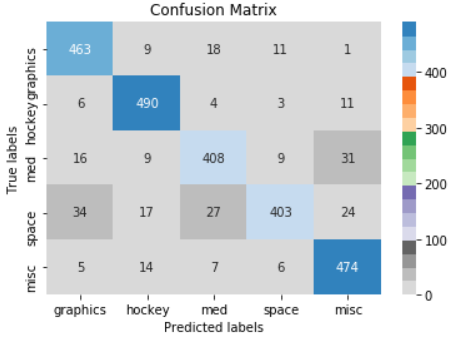 Confusion Matrix
graphics 463 9 18 11 1
hockey 6 490 4 3 11
med 16 9 408 9 31
space 34 17 27 403 24
misc 5 14 7 6 474
True labels
graphics hockey med space misc
Predicted labels
400
300
200
100
0